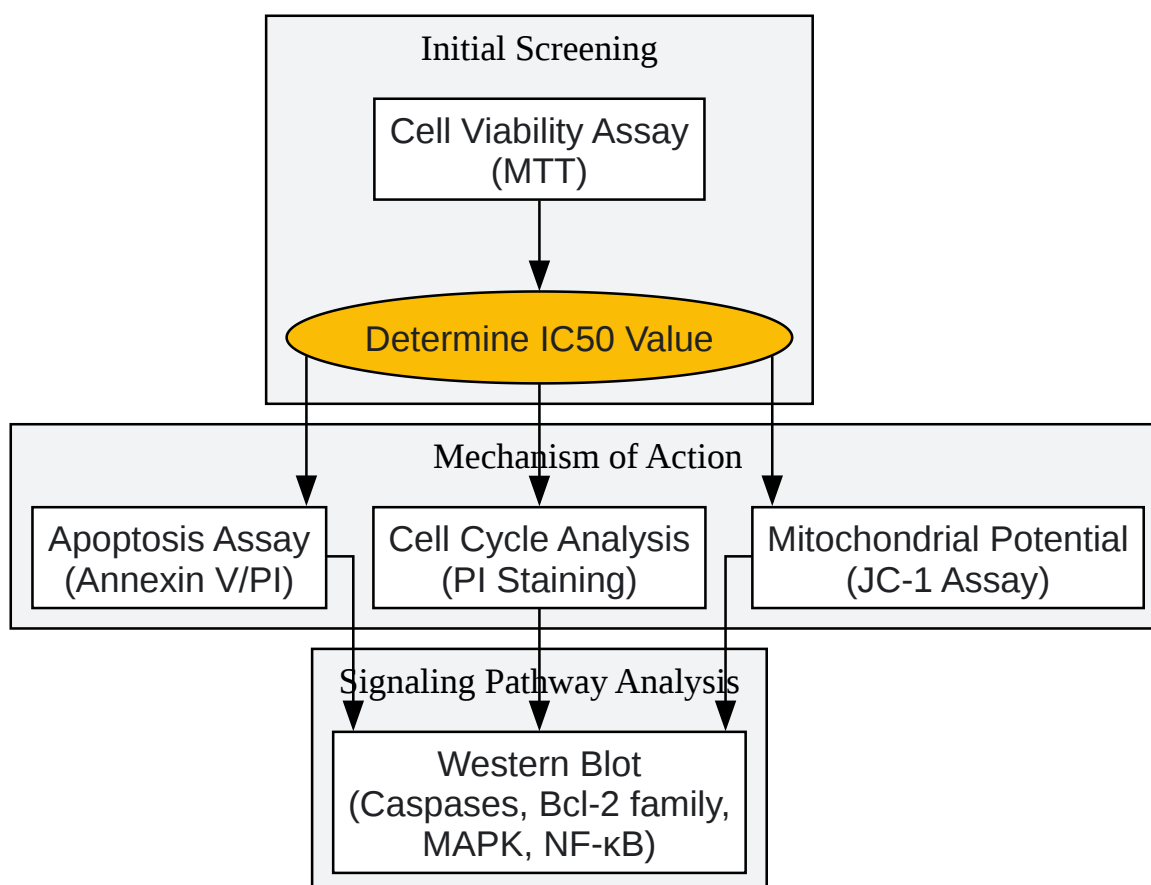 Initial Screening
Cell Viability Assay
(MTT)
Determine IC50 Value
Mechanism of Action
Apoptosis Assay
(Annexin V/PI)
Cell Cycle Analysis
(PI Staining)
Mitochondrial Potential
(JC-1 Assay)
Signaling Pathway Analysis
Western Blot
(Caspases, Bcl-2 family,
MAPK, NF-κB)